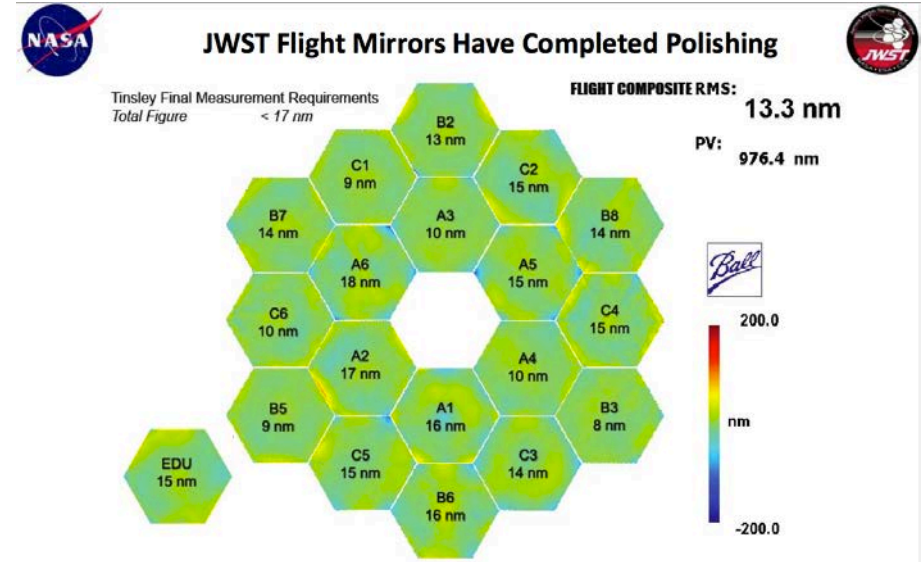 NASA
JWST Flight Mirrors Have Completed Polishing
JWST
Tinsley Final Measurement Requirements
Total Figure < 17 nm
FLIGHT COMPOSITE RMS:
13.3 nm
PV:
976.4 nm
B2
13 nm
C1
9 nm
C2
15 nm
B7
14 nm
A3
10 nm
B8
14 nm
A6
18 nm
A5
15 nm
C6
10 nm
C4
15 nm
A2
17 nm
A4
10 nm
B5
9 nm
A1
16 nm
B3
8 nm
C5
15 nm
C3
14 nm
B6
16 nm
EDU
15 nm
Ball
200.0
nm
-200.0